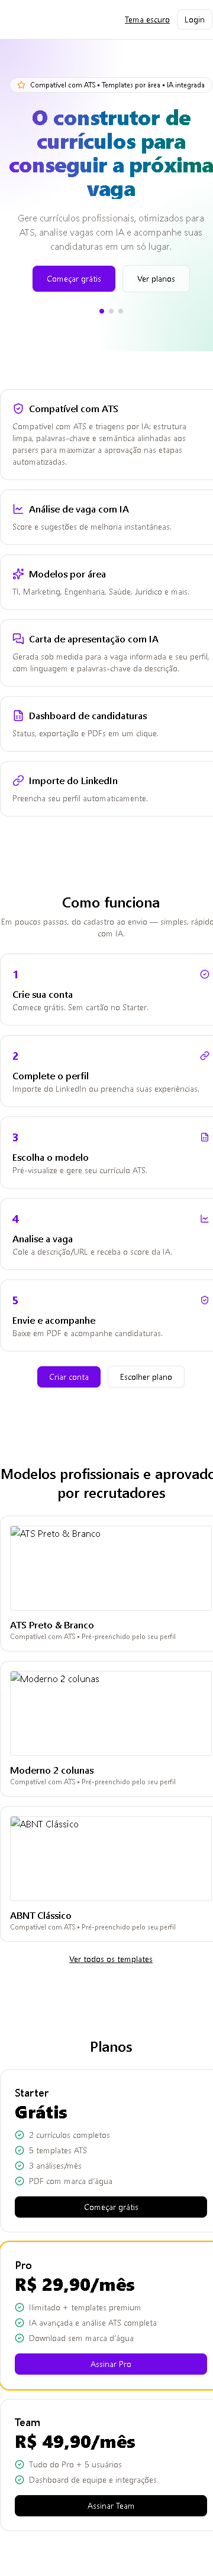 Tema escuro
Login
Compatível com ATS • Templates por área • IA integrada
O construtor de
currículos para
conseguir a próxima
vaga
Gere currículos profissionais, otimizados para
ATS, analise vagas com IA e acompanhe suas
candidaturas em um só lugar.
Começar grátis
Ver planos
Compatível com ATS
Compatível com ATS e triagens por IA: estrutura
limpa, palavras-chave e semântica alinhadas aos
parsers para maximizar a aprovação nas etapas
automatizadas.
Análise de vaga com IA
Score e sugestões de melhoria instantâneas.
Modelos por área
TI, Marketing, Engenharia, Saúde, Jurídico e mais.
Carta de apresentação com IA
Gerada sob medida para a vaga informada e seu perfil,
com linguagem e palavras-chave da descrição.
Dashboard de candidaturas
Status, exportação e PDFs em um clique.
Importe do LinkedIn
Preencha seu perfil automaticamente.
Como funciona
Em poucos passos, do cadastro ao envio — simples, rápido
com IA.
1
Crie sua conta
Comece grátis. Sem cartão no Starter.
2
Complete o perfil
Importe do LinkedIn ou preencha suas experiências.
3
Escolha o modelo
Pré-visualize e gere seu currículo ATS.
4
Analise a vaga
Cole a descrição/URL e receba o score da IA.
5
Envie e acompanhe
Baixe em PDF e acompanhe candidaturas.
Criar conta
Escolher plano
Modelos profissionais e aprovado
por recrutadores
ATS Preto & Branco
ATS Preto & Branco
Compatível com ATS • Pré-preenchido pelo seu perfil
Moderno 2 colunas
Moderno 2 colunas
Compatível com ATS • Pré-preenchido pelo seu perfil
ABNT Clássico
ABNT Clássico
Compatível com ATS • Pré-preenchido pelo seu perfil
Ver todos os templates
Planos
Starter
Grátis
2 currículos completos
5 templates ATS
3 análises/mês
PDF com marca d'água
Começar grátis
Pro
R$ 29,90/mês
Ilimitado + templates premium
IA avançada e análise ATS completa
Download sem marca d'água
Assinar Pro
Team
R$ 49,90/mês
Tudo do Pro + 5 usuários
Dashboard de equipe e integrações
Assinar Team